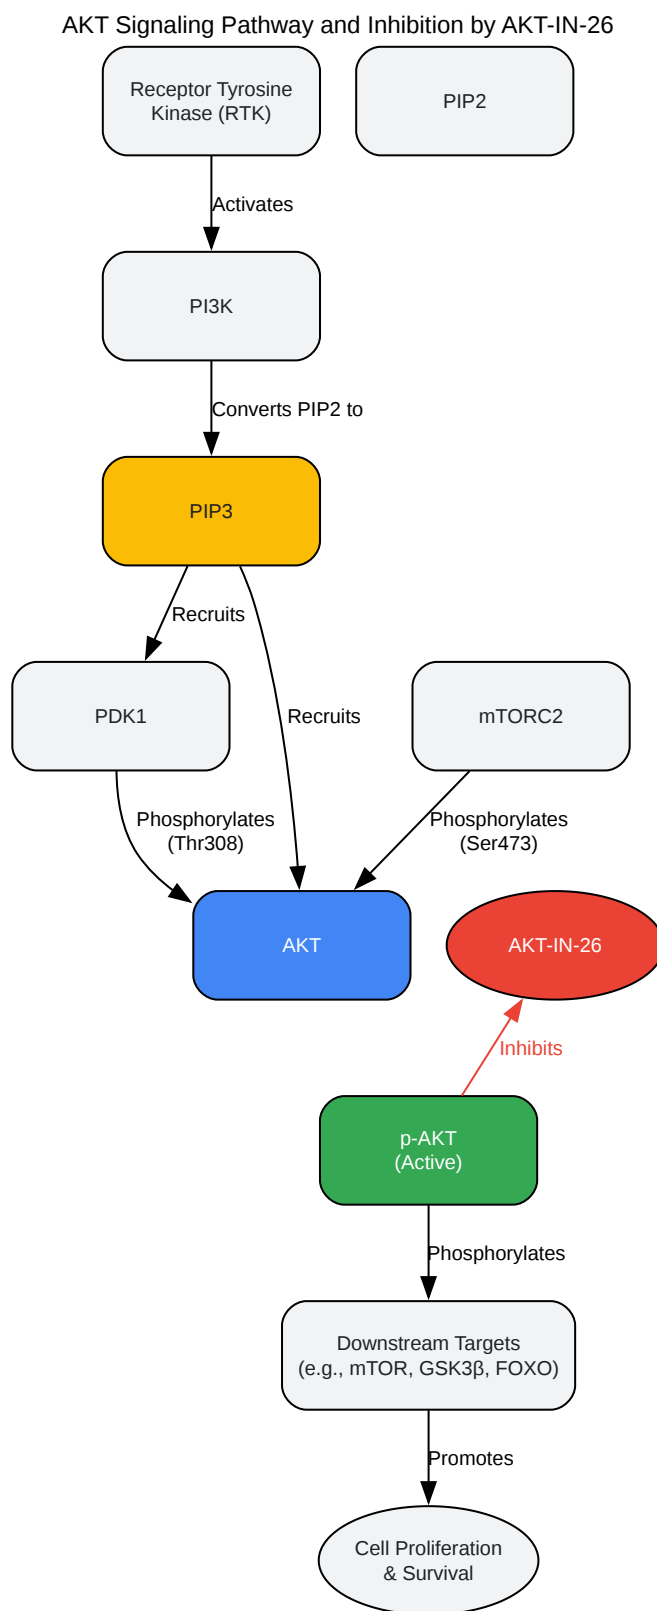 AKT Signaling Pathway and Inhibition by AKT-IN-26
Receptor Tyrosine
Kinase (RTK)
PIP2
Activates
PI3K
Converts PIP2 to
PIP3
Recruits
PDK1
Recruits
mTORC2
Phosphorylates
(Thr308)
Phosphorylates
(Ser473)
AKT
AKT-IN-26
Inhibits
p-AKT
(Active)
Phosphorylates
Downstream Targets
(e.g., mTOR, GSK3β, FOXO)
Promotes
Cell Proliferation
& Survival